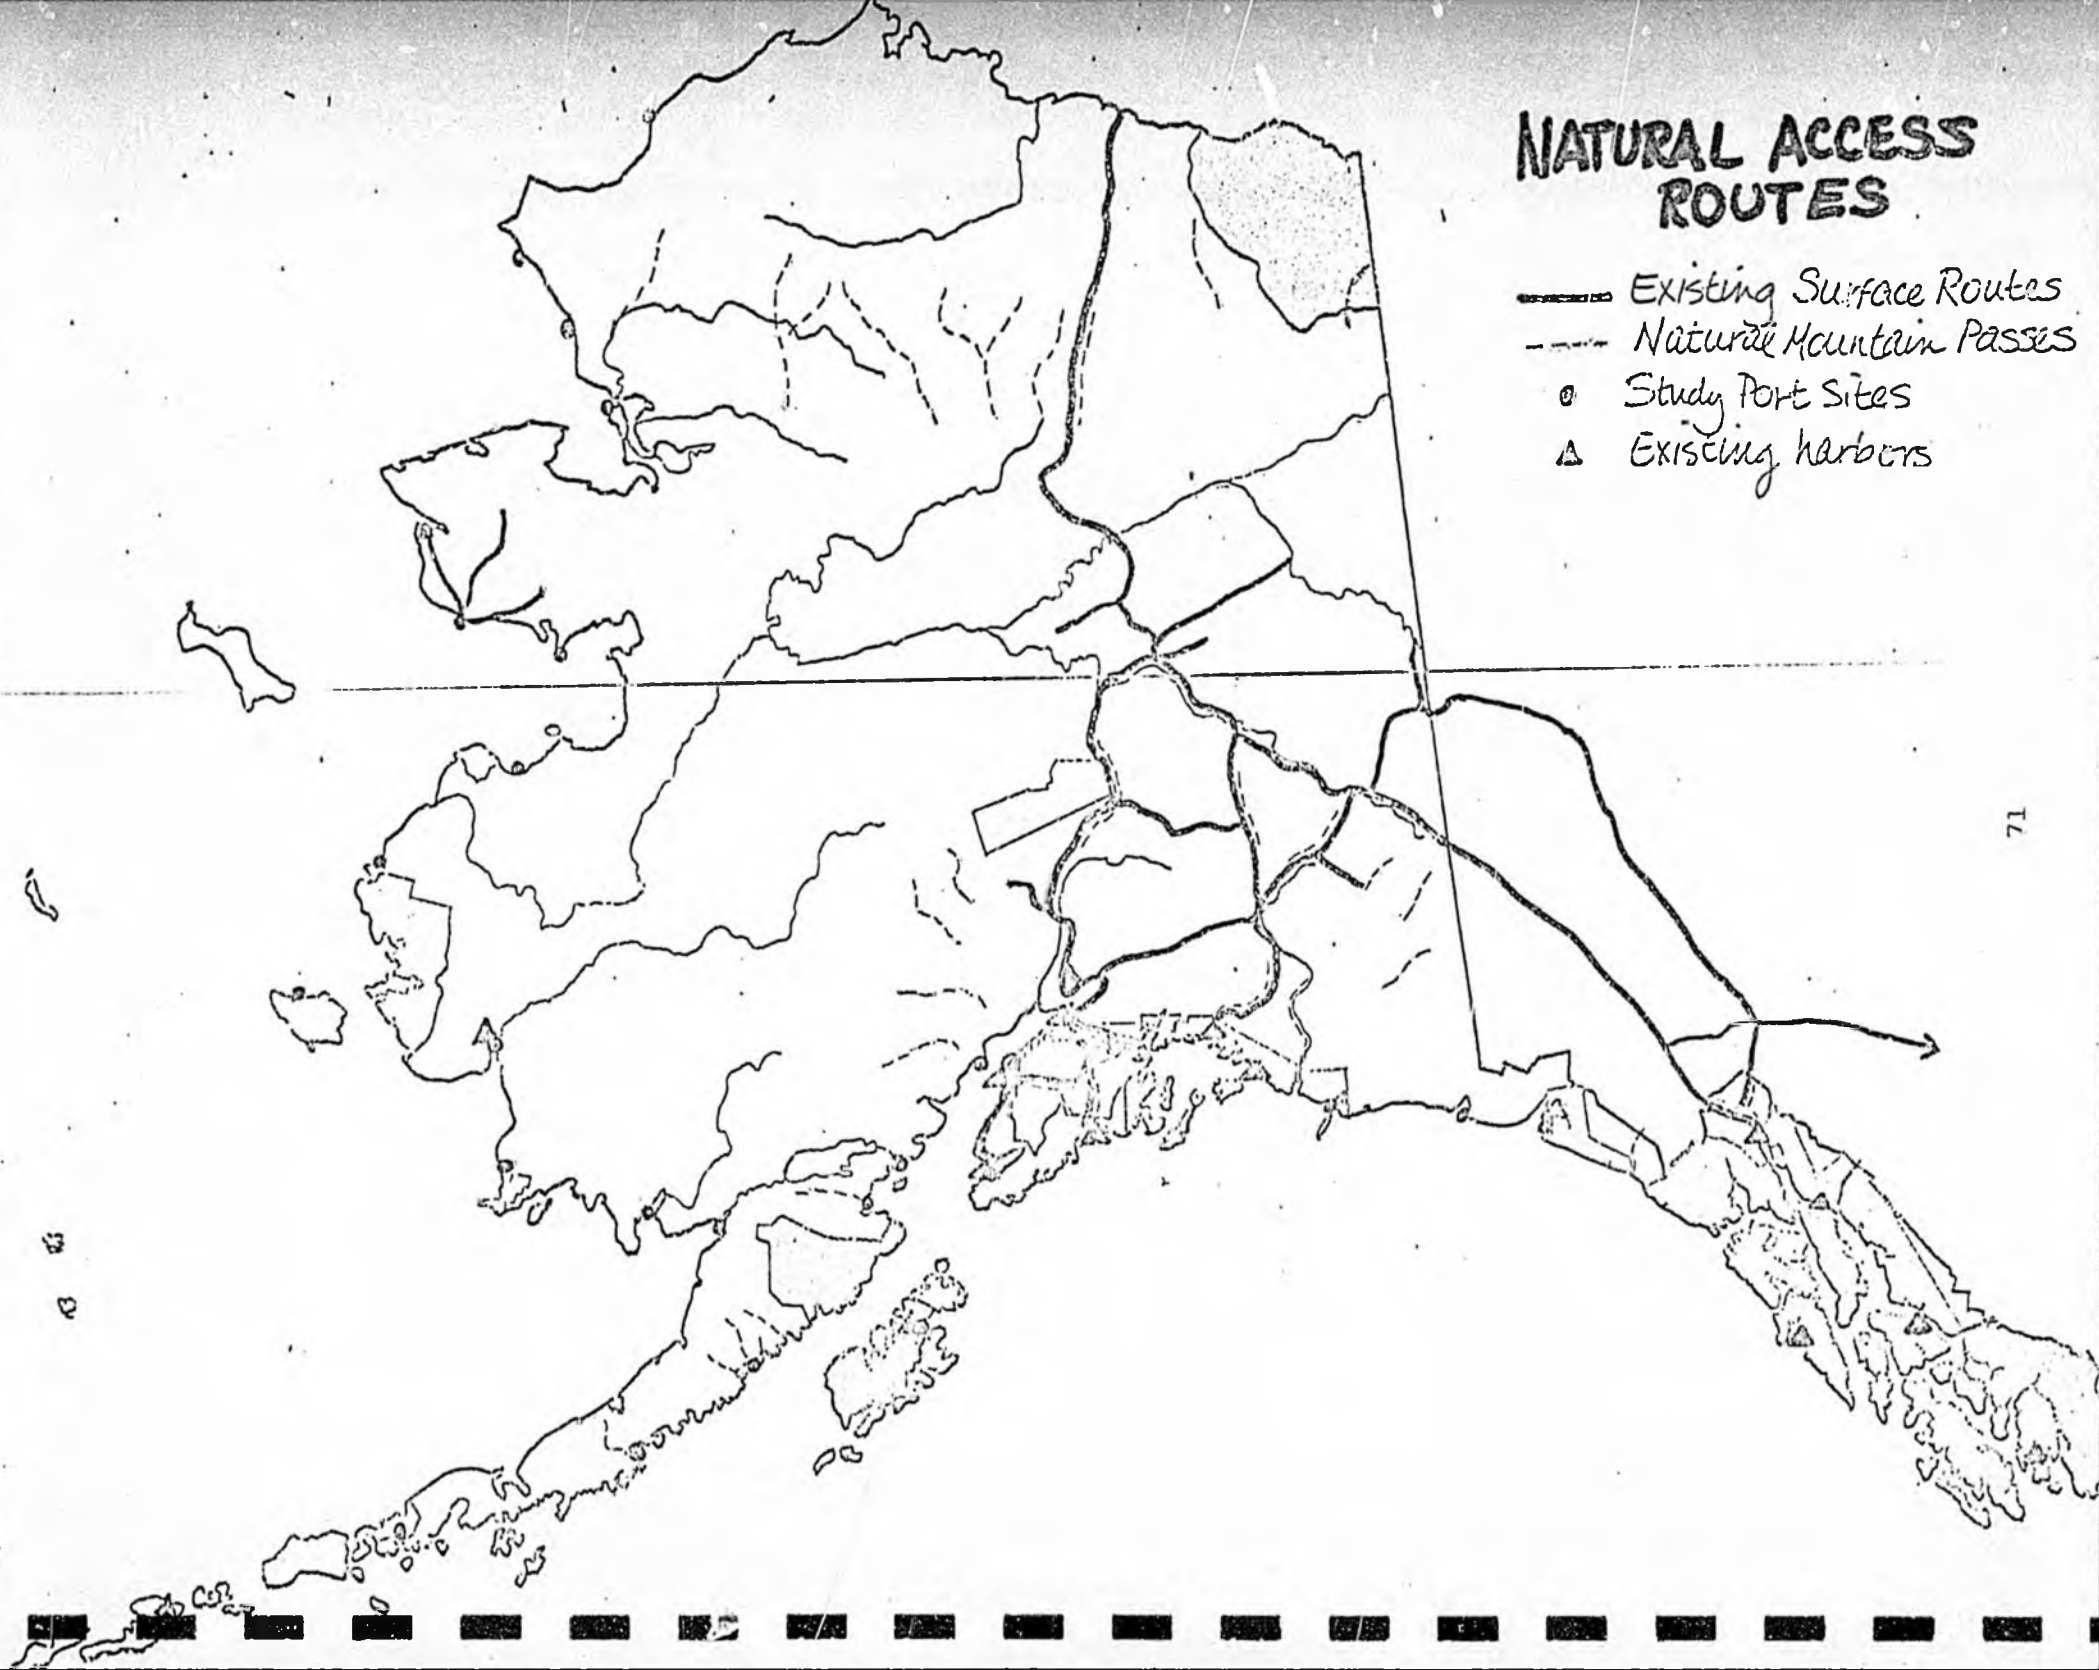 NATURAL ACCESS
ROUTES
Existing Surface Routes
Natural Mountain Passes
Study Port Sites
Existing harbors
71